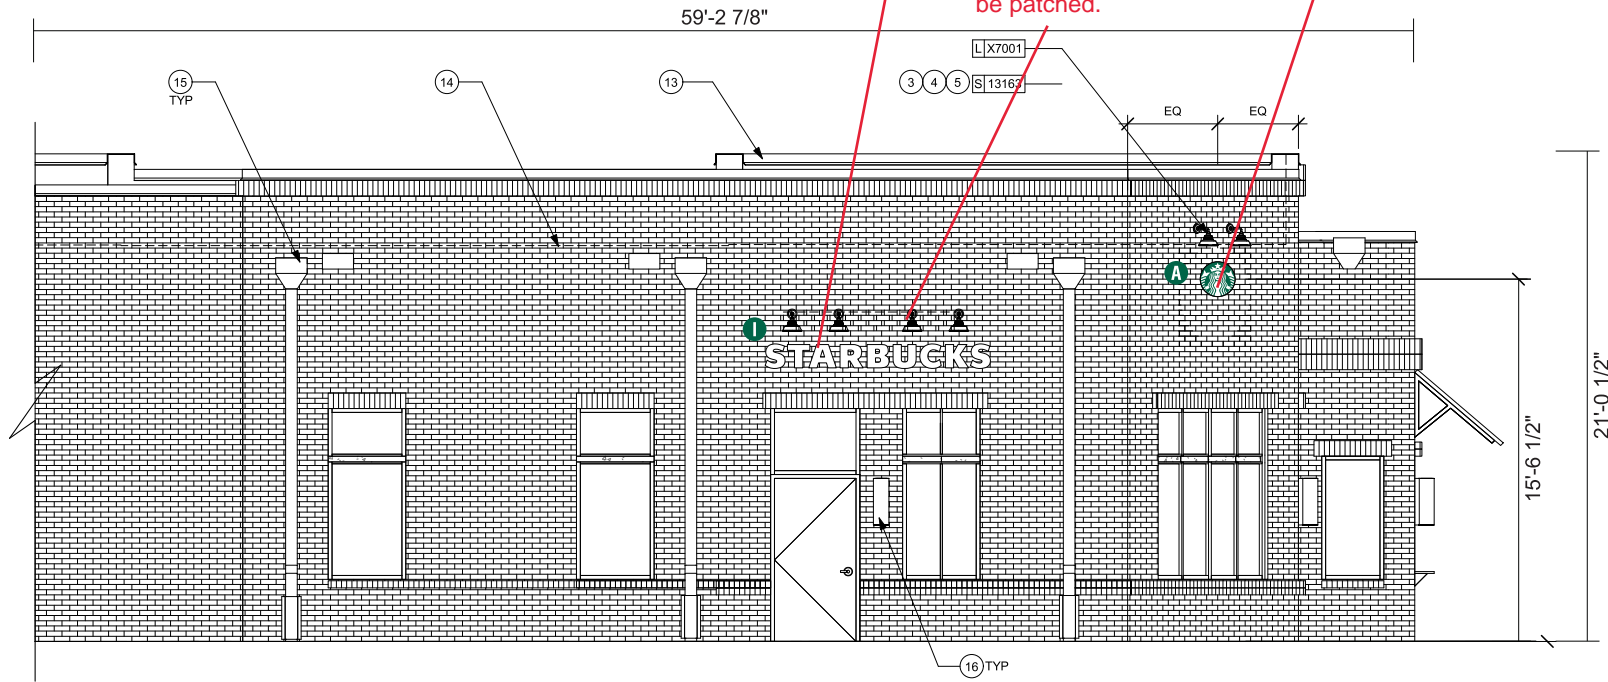 be patched.
59'-2 7/8"
L X7001
15
TYP
14
13
3 4 5 S 13163
EQ EQ
A
I
STARBUCKS
21'-0 1/2"
15'-6 1/2"
16 TYP